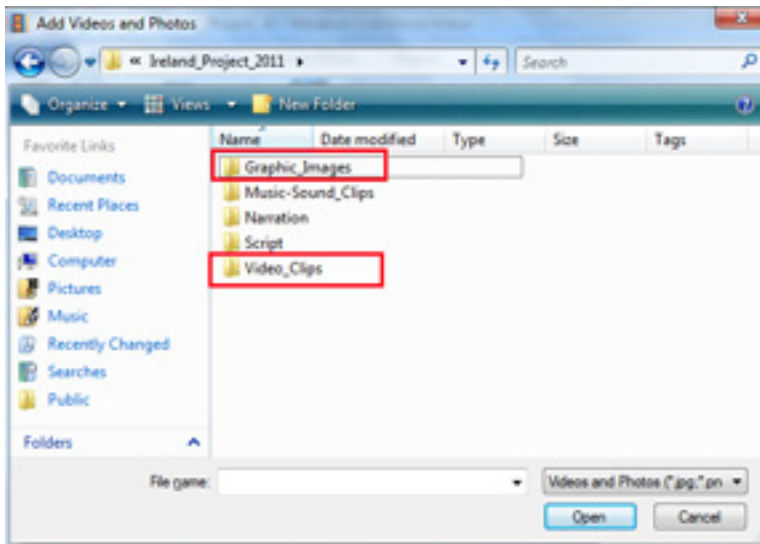 Add Videos and Photos
« Ireland_Project_2011
Search
Organize Views New Folder
Favorite Links
Documents
Recent Places
Desktop
Computer
Pictures
Music
Recently Changed
Searches
Public
Folders
Name Date modified Type Size Tags
Graphic_Images
Music-Sound_Clips
Narration
Script
Video_Clips
File name:
Videos and Photos (*.jpg;*.pn
Open Cancel